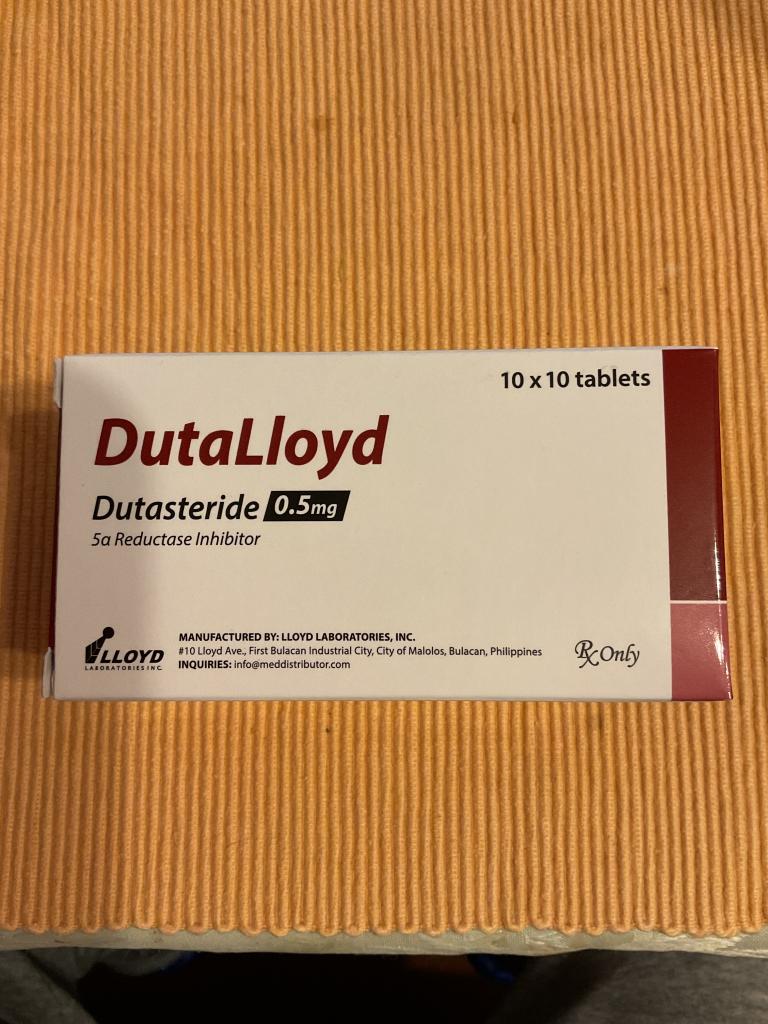 10 x 10 tablets
DutaLloyd
Dutasteride 0.5mg
5α Reductase Inhibitor
LLOYD
LABORATORIES INC.
MANUFACTURED BY: LLOYD LABORATORIES, INC.
#10 Lloyd Ave., First Bulacan Industrial City, City of Malolos, Bulacan, Philippines
INQUIRIES: info@meddistributor.com
Rx Only